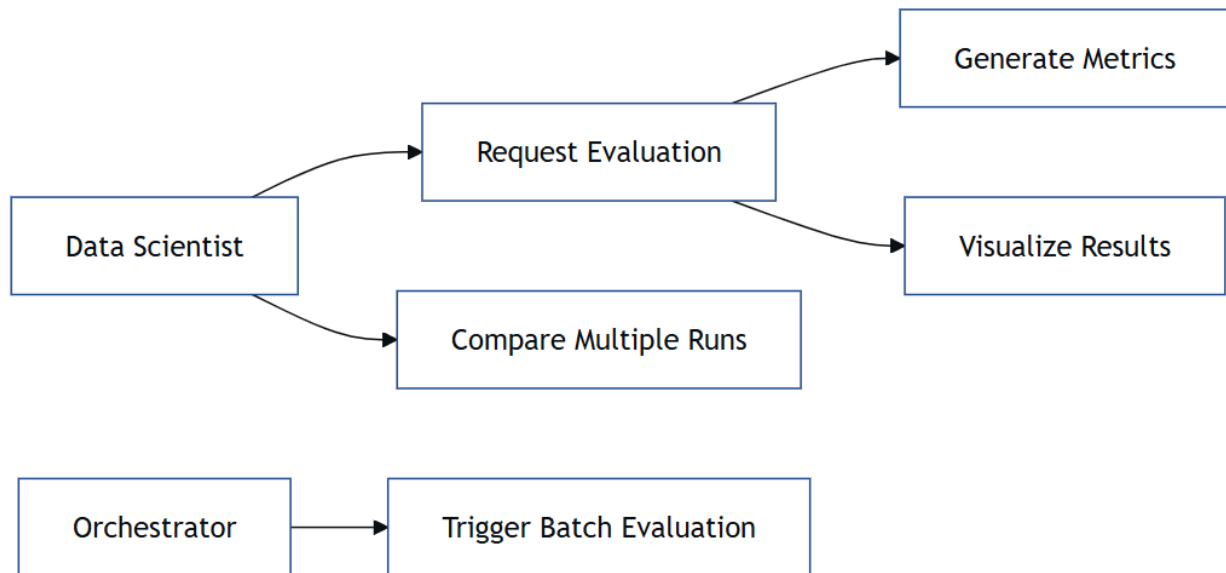 Generate Metrics
Request Evaluation
Data Scientist
Visualize Results
Compare Multiple Runs
Orchestrator
Trigger Batch Evaluation